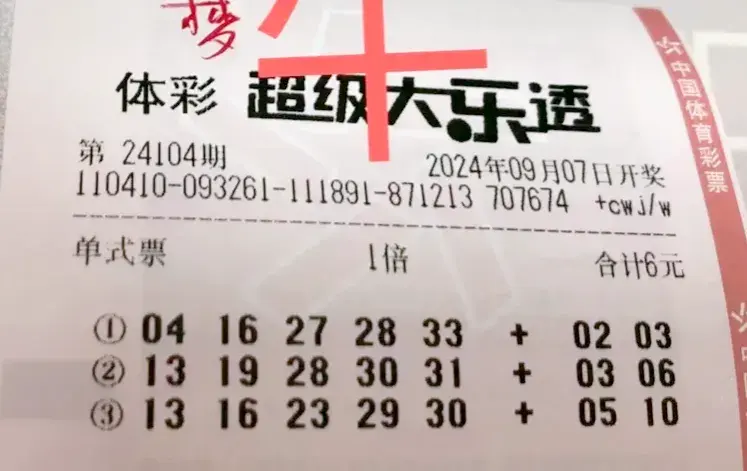 梦 牛
体彩 超级大乐透
第 24104期 2024年09月07日开奖
110410-093261-111891-871213 707674 +cwj/w
单式票 1倍 合计6元
① 04 16 27 28 33 + 02 03
② 13 19 28 30 31 + 03 06
③ 13 16 23 29 30 + 05 10
中国体育彩票